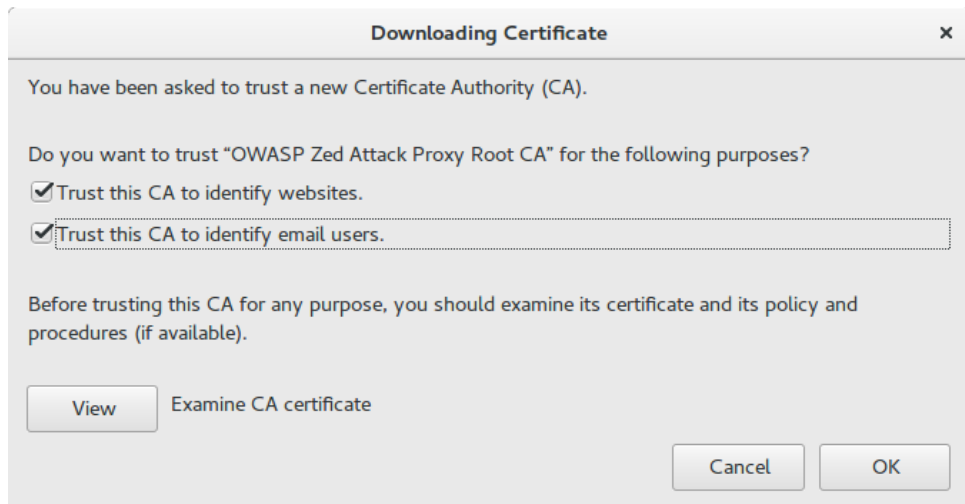 Downloading Certificate
You have been asked to trust a new Certificate Authority (CA).
Do you want to trust “OWASP Zed Attack Proxy Root CA” for the following purposes?
Trust this CA to identify websites.
Trust this CA to identify email users.
Before trusting this CA for any purpose, you should examine its certificate and its policy and
procedures (if available).
View Examine CA certificate
Cancel OK